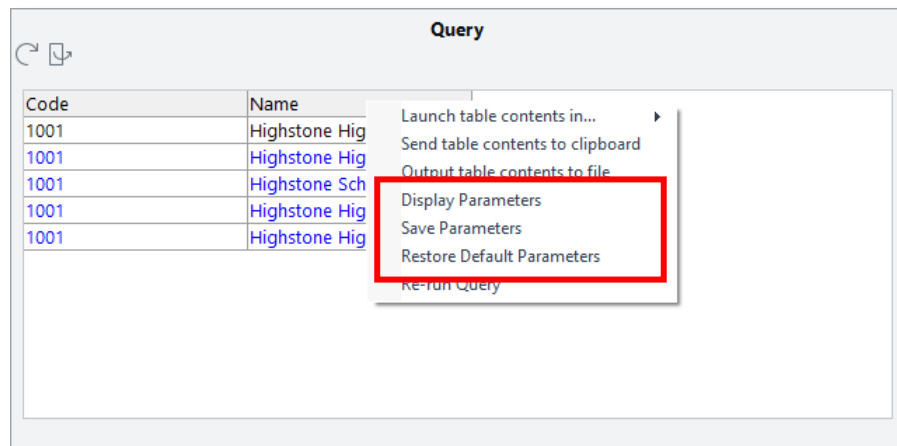 Query
Code Name
1001 Highstone Hig
1001 Highstone Hig
1001 Highstone Sch
1001 Highstone Hig
1001 Highstone Hig
Launch table contents in...
Send table contents to clipboard
Output table contents to file
Display Parameters
Save Parameters
Restore Default Parameters
Re-run Query